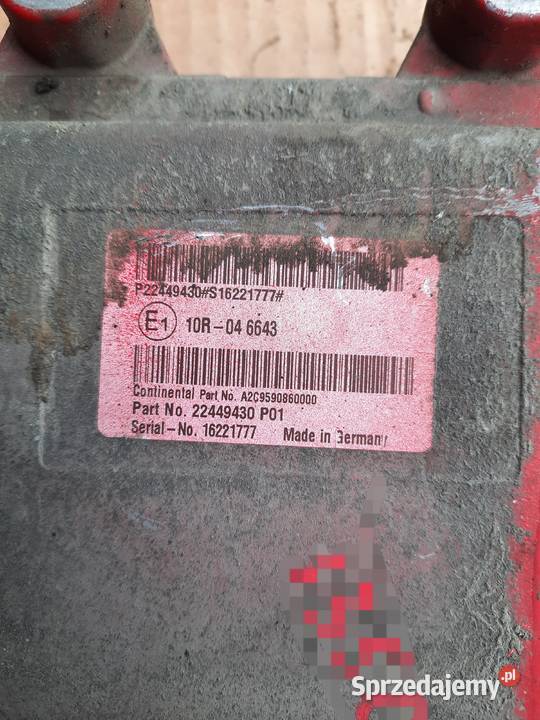 P22449430#S16221777#
E1 10R-04 6643
Continental Part No. A2C9590860000
Part No. 22449430 P01
Serial-No. 16221777 Made in Germany
Sprzedajemy.pl